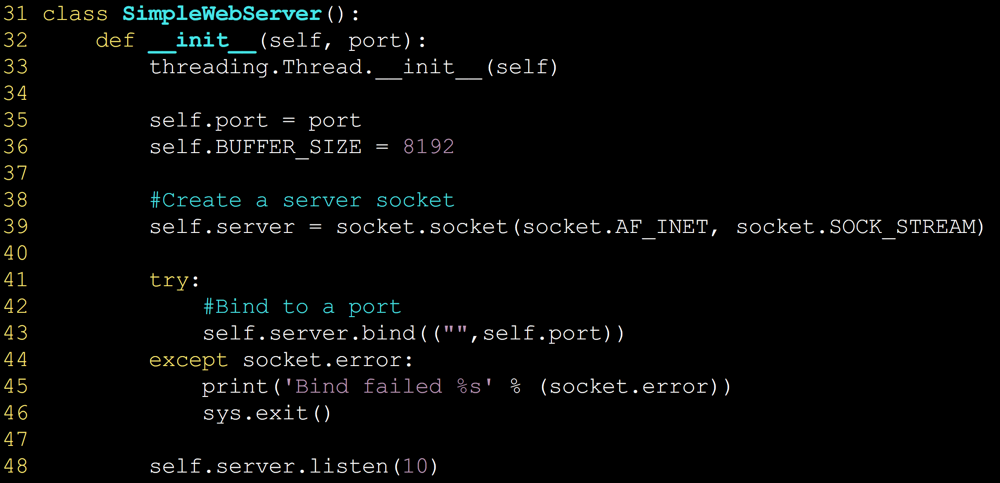 31 class SimpleWebServer():
32     def __init__(self, port):
33         threading.Thread.__init__(self)
34
35         self.port = port
36         self.BUFFER_SIZE = 8192
37
38         #Create a server socket
39         self.server = socket.socket(socket.AF_INET, socket.SOCK_STREAM)
40
41         try:
42             #Bind to a port
43             self.server.bind(("",self.port))
44         except socket.error:
45             print('Bind failed %s' % (socket.error))
46             sys.exit()
47
48         self.server.listen(10)